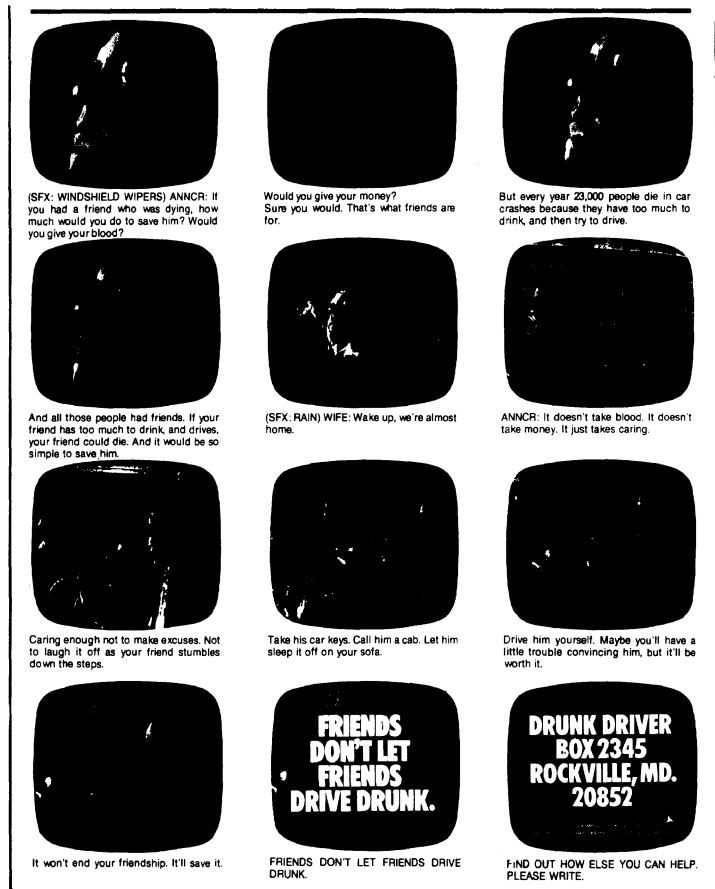 (SFX: WINDSHIELD WIPERS) ANNCR: If
you had a friend who was dying, how
much would you do to save him? Would
you give your blood?
Would you give your money?
Sure you would. That's what friends are
for.
But every year 23,000 people die in car
crashes because they have too much to
drink, and then try to drive.
And all those people had friends. If your
friend has too much to drink, and drives,
your friend could die. And it would be so
simple to save him.
(SFX: RAIN) WIFE: Wake up, we're almost
home.
ANNCR: It doesn't take blood. It doesn't
take money. It just takes caring.
Caring enough not to make excuses. Not
to laugh it off as your friend stumbles
down the steps.
Take his car keys. Call him a cab. Let him
sleep it off on your sofa.
Drive him yourself. Maybe you'll have a
little trouble convincing him, but it'll be
worth it.
It won't end your friendship. It'll save it.
FRIENDS
DON'T LET
FRIENDS
DRIVE DRUNK.
FRIENDS DON'T LET FRIENDS DRIVE
DRUNK.
DRUNK DRIVER
BOX 2345
ROCKVILLE, MD.
20852
FIND OUT HOW ELSE YOU CAN HELP.
PLEASE WRITE.